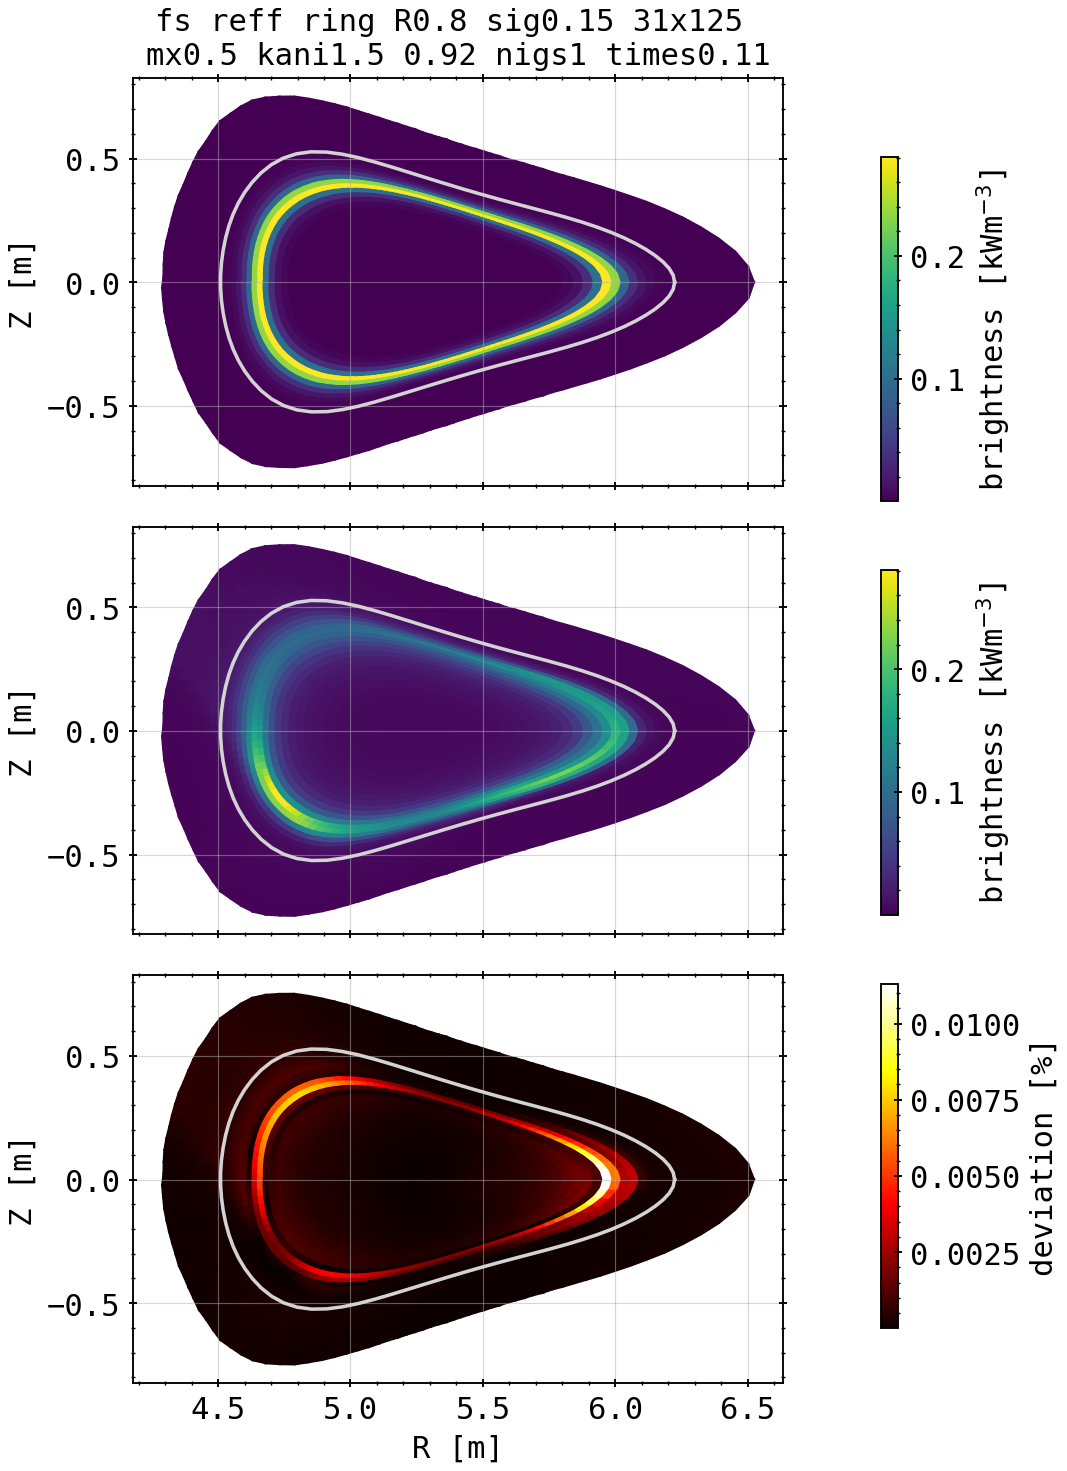 fs reff ring R0.8 sig0.15 31x125
mx0.5 kani1.5 0.92 nigs1 times0.11
0.5
0.0
−0.5
Z [m]
0.2
0.1
brightness [kWm⁻³]
0.5
0.0
−0.5
Z [m]
0.2
0.1
brightness [kWm⁻³]
0.5
0.0
−0.5
Z [m]
0.0100
0.0075
0.0050
0.0025
deviation [%]
4.5 5.0 5.5 6.0 6.5
R [m]